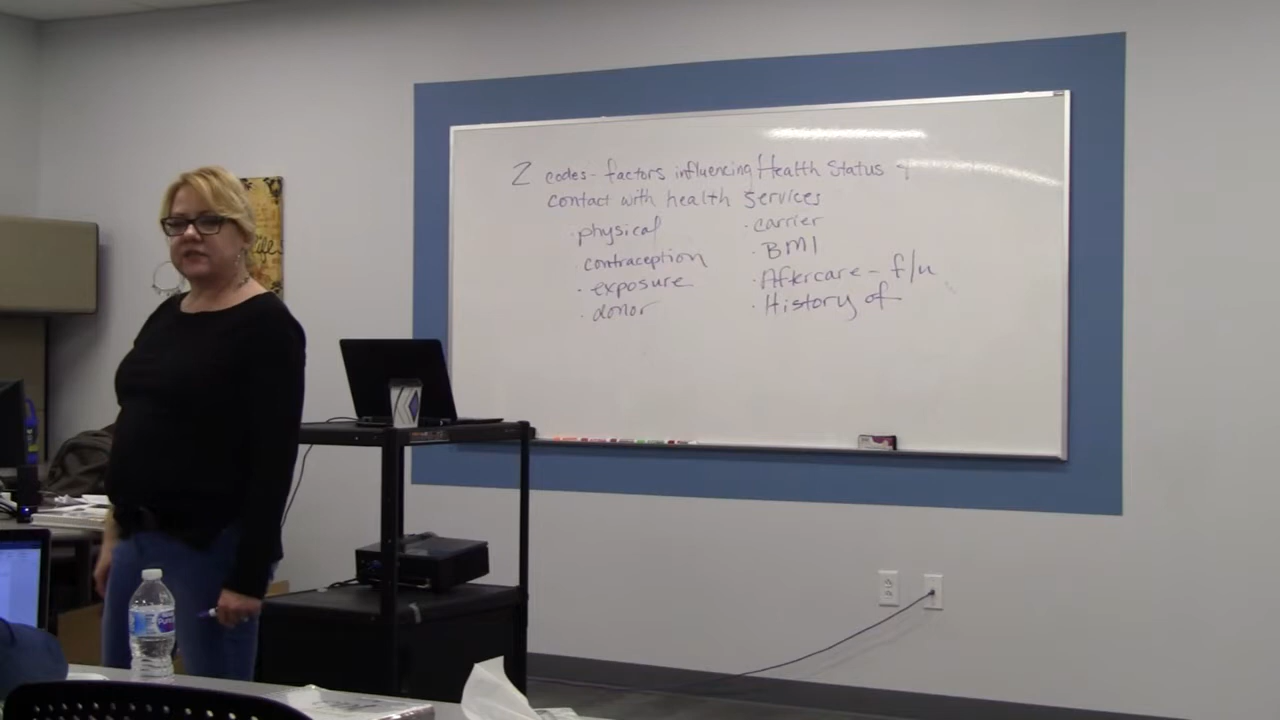 Z codes - factors influencing Health Status &
contact with health services
· physical
· contraception
· exposure
· donor
· carrier
· BMI
· Aftercare - f/u
· History of